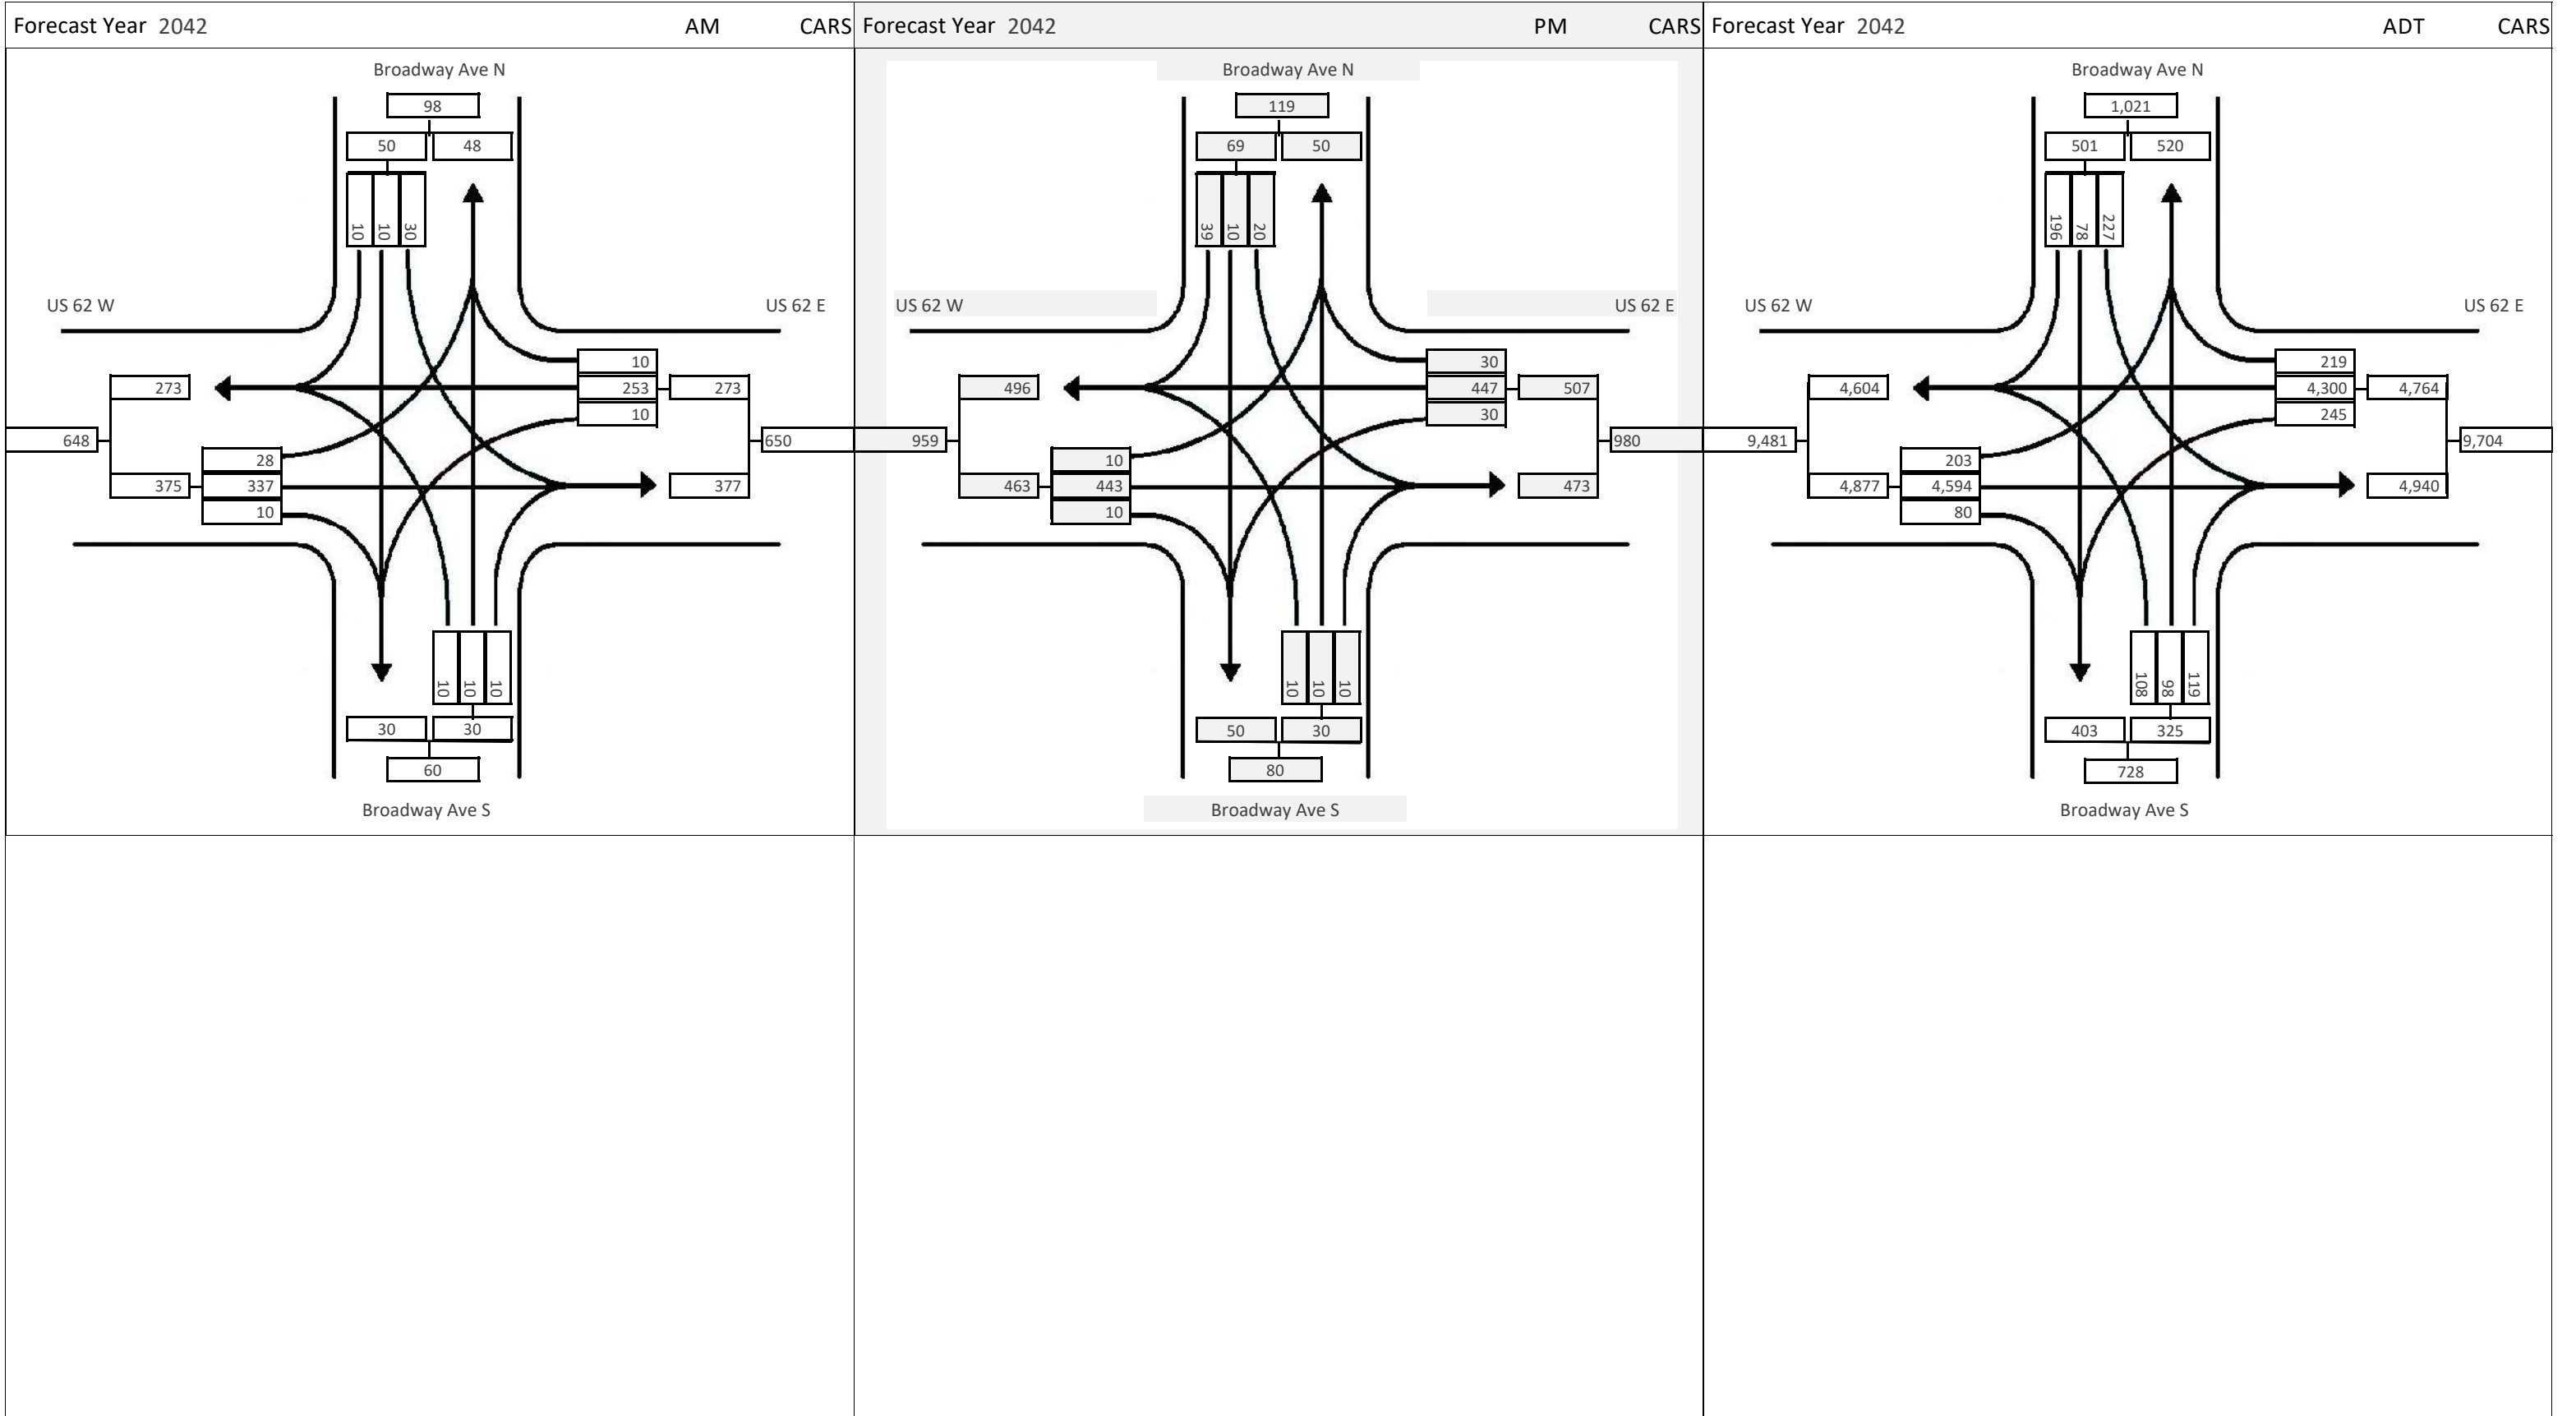 Forecast Year 2042 AM CARS
Broadway Ave N
98
50 48
10 10 30
US 62 W US 62 E
10
273 253 273
10
648 650
28
375 337 377
10
10 10 10
30 30
60
Broadway Ave S
Forecast Year 2042 PM CARS
Broadway Ave N
119
69 50
39 10 20
US 62 W US 62 E
30
496 447 507
30
959 980
10
463 443 473
10
10 10 10
50 30
80
Broadway Ave S
Forecast Year 2042 ADT CARS
Broadway Ave N
1,021
501 520
196 78 227
US 62 W US 62 E
219
4,604 4,300 4,764
245
9,481 9,704
203
4,877 4,594 4,940
80
108 98 119
403 325
728
Broadway Ave S